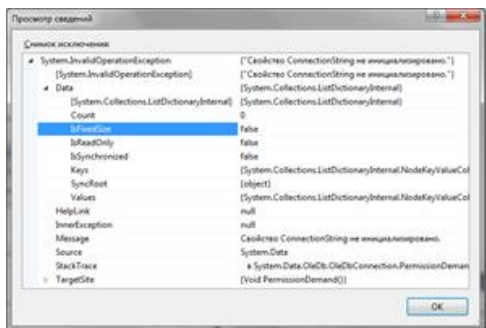 Просмотр сведений
Снимок исключения:
System.InvalidOperationException {"Свойство ConnectionString не инициализировано."}
[System.InvalidOperationException] {"Свойство ConnectionString не инициализировано."}
Data {System.Collections.ListDictionaryInternal}
[System.Collections.ListDictionaryInternal] {System.Collections.ListDictionaryInternal}
Count 0
IsFixedSize false
IsReadOnly false
IsSynchronized false
Keys {System.Collections.ListDictionaryInternal.NodeKeyValueCol
SyncRoot {object}
Values {System.Collections.ListDictionaryInternal.NodeKeyValueCol
HelpLink null
InnerException null
Message Свойство ConnectionString не инициализировано.
Source System.Data
StackTrace в System.Data.OleDb.OleDbConnection.PermissionDeman
TargetSite {Void PermissionDemand()}
OK